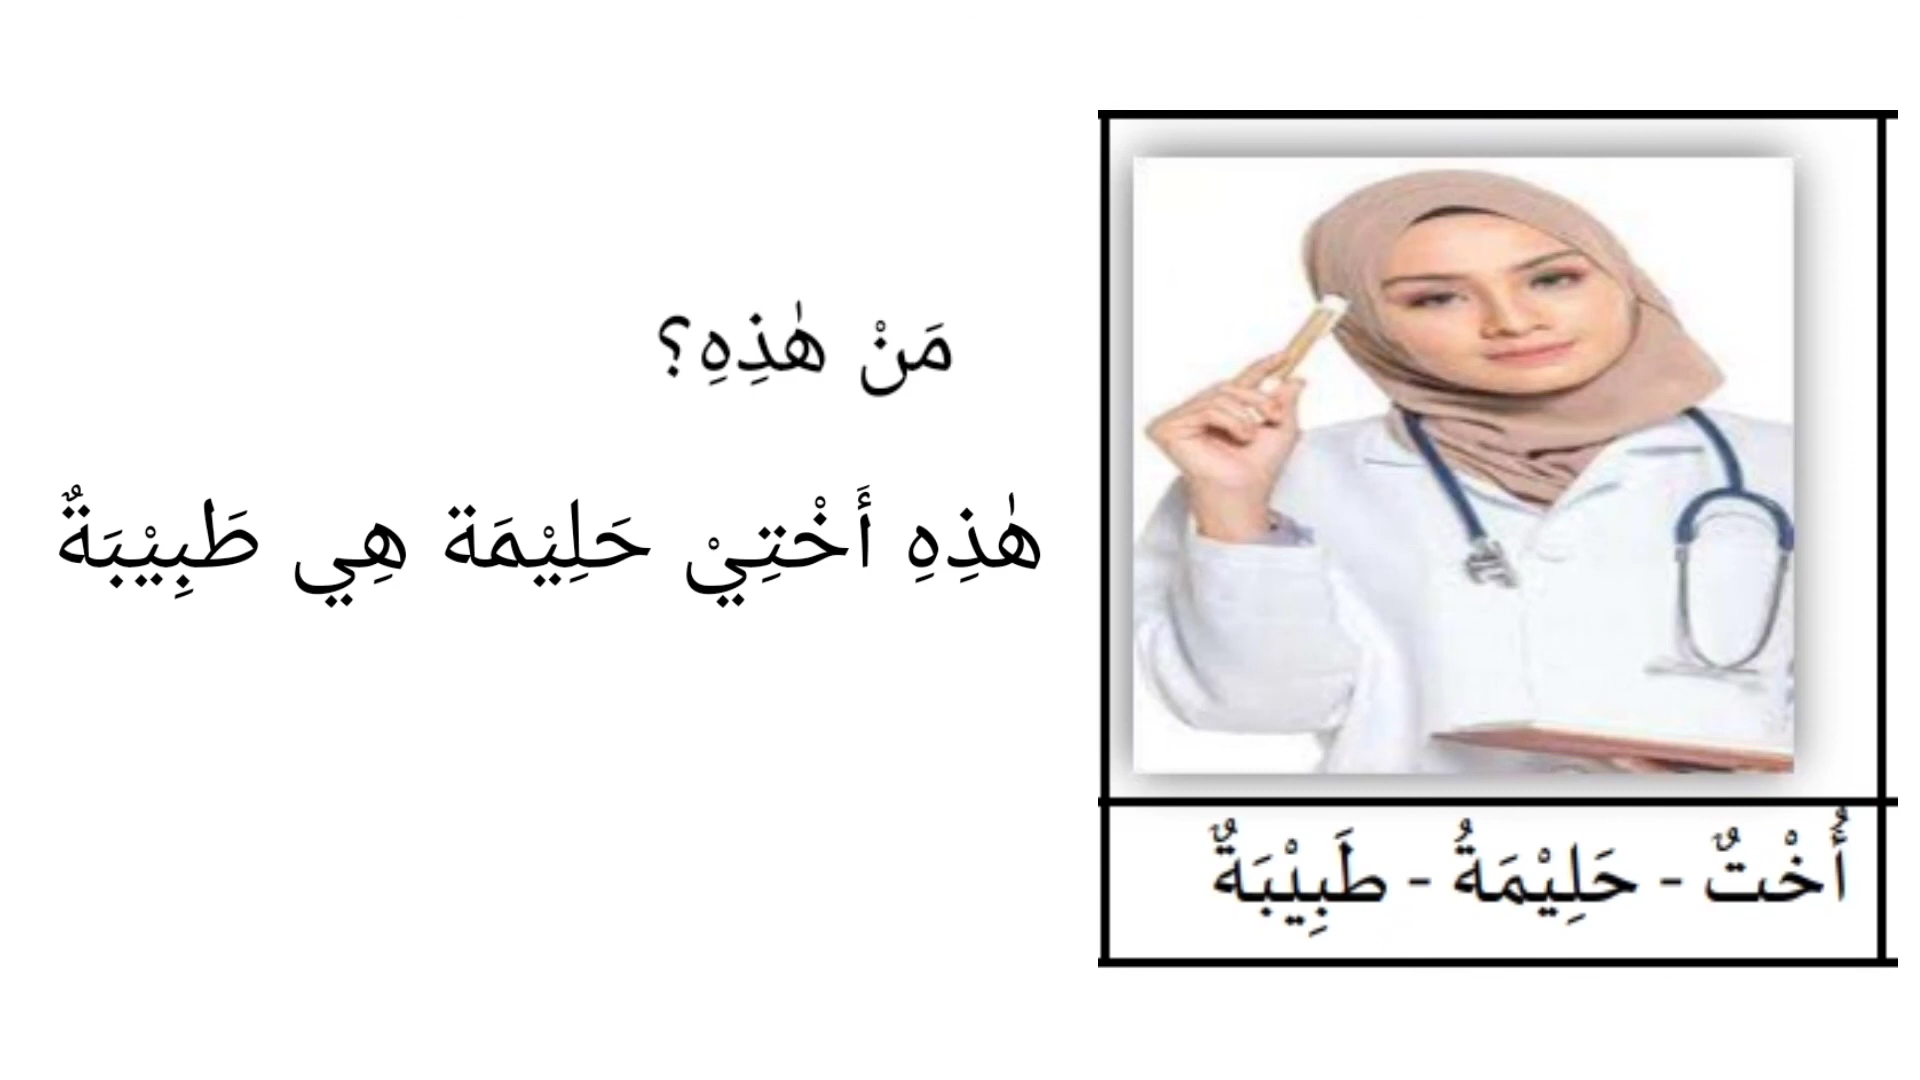 مَنْ هٰذِهِ؟
هٰذِهِ أَخْتِيْ حَلِيْمَة هِي طَبِيْبَةٌ
أُخْتٌ - حَلِيْمَةُ - طَبِيْبَةٌ